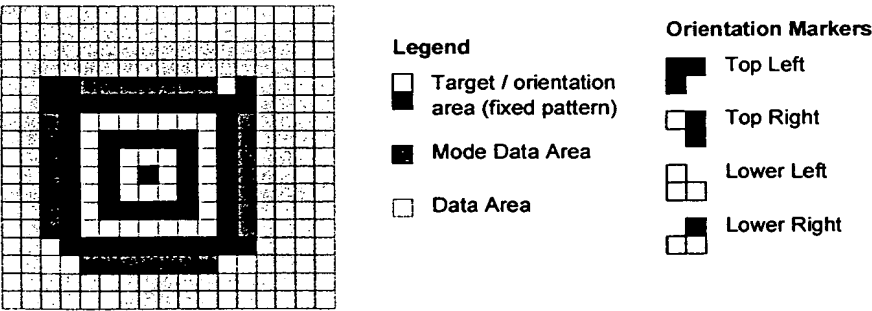 Legend
Target / orientation
area (fixed pattern)
Mode Data Area
Data Area
Orientation Markers
Top Left
Top Right
Lower Left
Lower Right